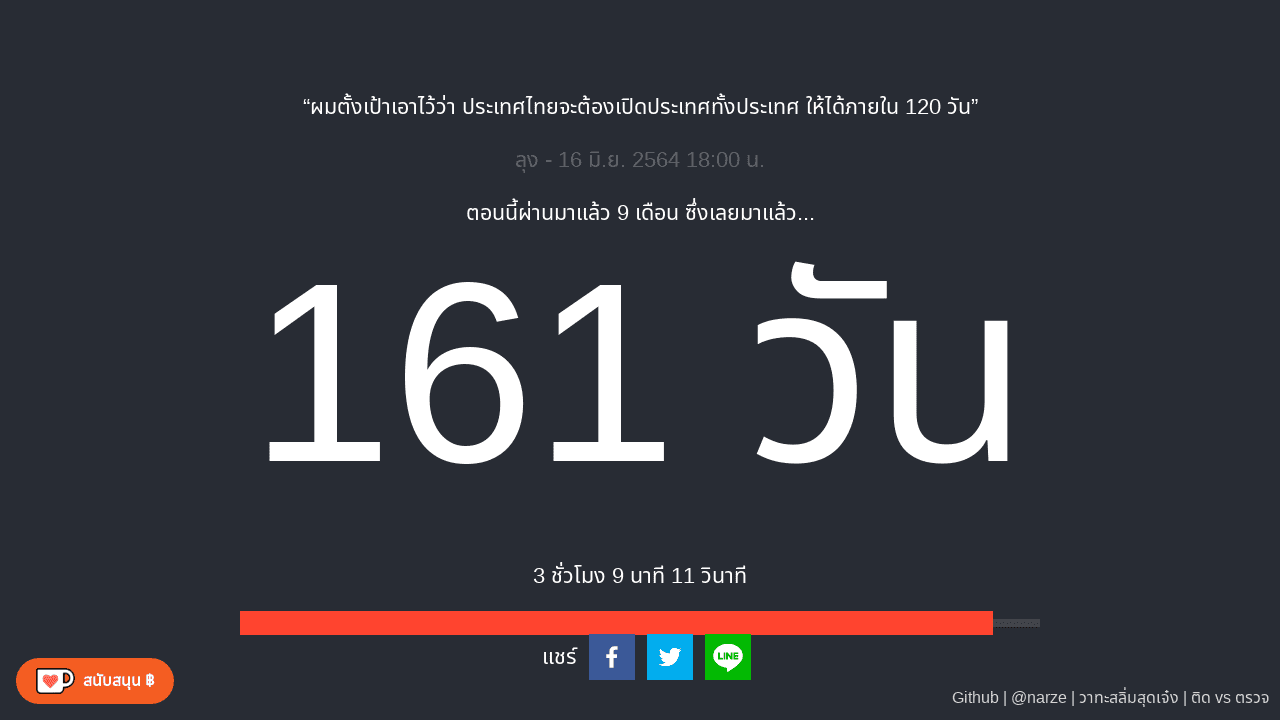 “ผมตั้งเป้าเอาไว้ว่า ประเทศไทยจะต้องเปิดประเทศทั้งประเทศ ให้ได้ภายใน 120 วัน”
ลุง - 16 มิ.ย. 2564 18:00 น.
ตอนนี้ผ่านมาแล้ว 9 เดือน ซึ่งเลยมาแล้ว...
161 วัน
3 ชั่วโมง 9 นาที 11 วินาที
แชร์
LINE
สนับสนุน ฿
Github | @narze | วาทะสลิ่มสุดเจ๋ง | ติด vs ตรวจ